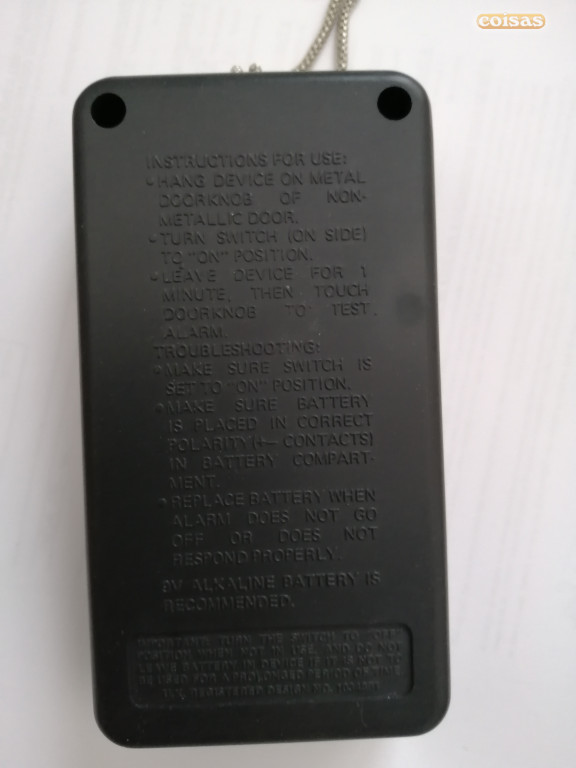 coisas
INSTRUCTIONS FOR USE:
HANG DEVICE ON METAL
DOORKNOB OF NON-
METALLIC DOOR.
TURN SWITCH (ON SIDE)
TO "ON" POSITION.
LEAVE DEVICE FOR 1
MINUTE, THEN TOUCH
DOORKNOB TO TEST
ALARM.
TROUBLESHOOTING:
MAKE SURE SWITCH IS
SET TO "ON" POSITION.
MAKE SURE BATTERY
IS PLACED IN CORRECT
POLARITY (+— CONTACTS)
IN BATTERY COMPART-
MENT.
REPLACE BATTERY WHEN
ALARM DOES NOT GO
OFF OR DOES NOT
RESPOND PROPERLY.
9V ALKALINE BATTERY IS
RECOMMENDED.
IMPORTANT: TURN THE SWITCH TO "OFF"
POSITION WHEN NOT IN USE, AND DO NOT
LEAVE BATTERY IN DEVICE IF IT IS NOT TO
BE USED FOR A PROLONGED PERIOD OF TIME
REGISTERED DESIGN NO.